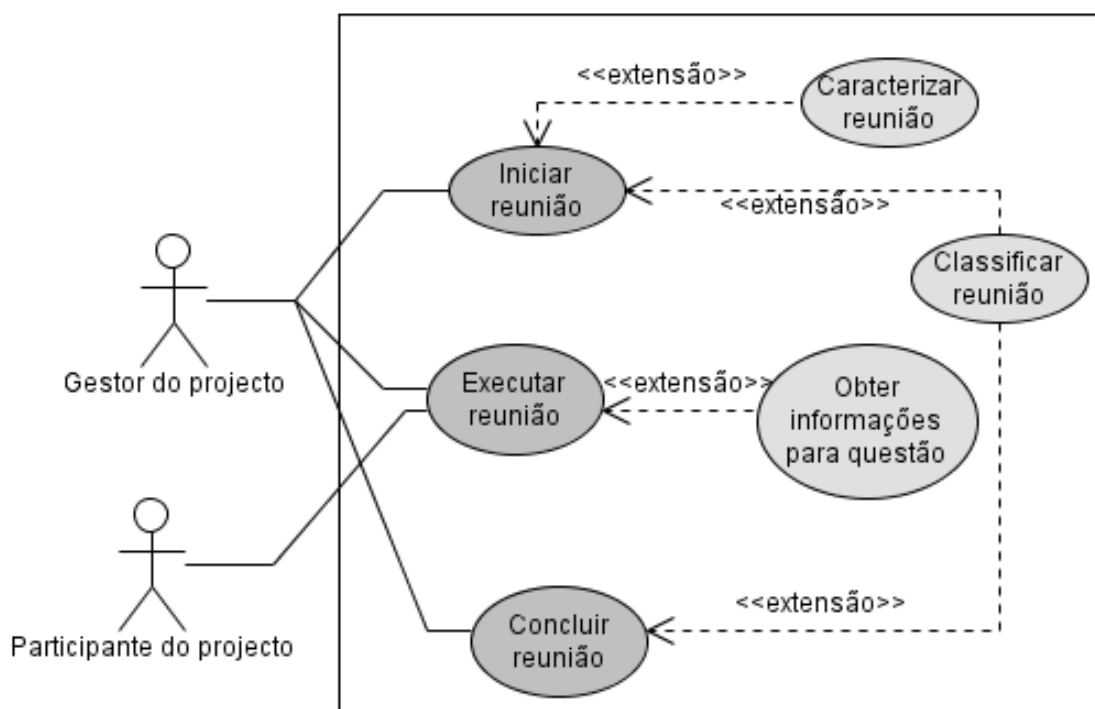 <<extensão>>
Caracterizar
reunião
Iniciar
reunião
<<extensão>>
Classificar
reunião
Gestor do projecto
Executar
reunião
<<extensão>>
Obter
informações
para questão
Participante do projecto
Concluir
reunião
<<extensão>>